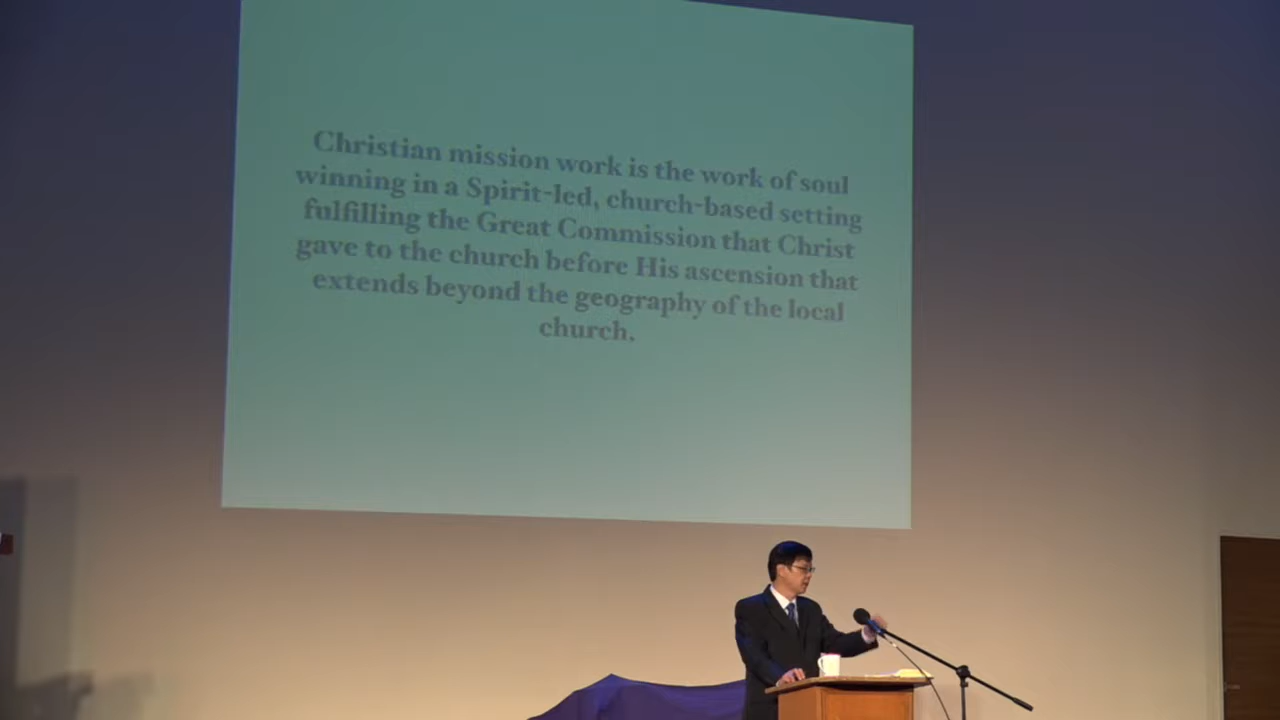 Christian mission work is the work of soul
winning in a Spirit-led, church-based setting
fulfilling the Great Commission that Christ
gave to the church before His ascension that
extends beyond the geography of the local
church.